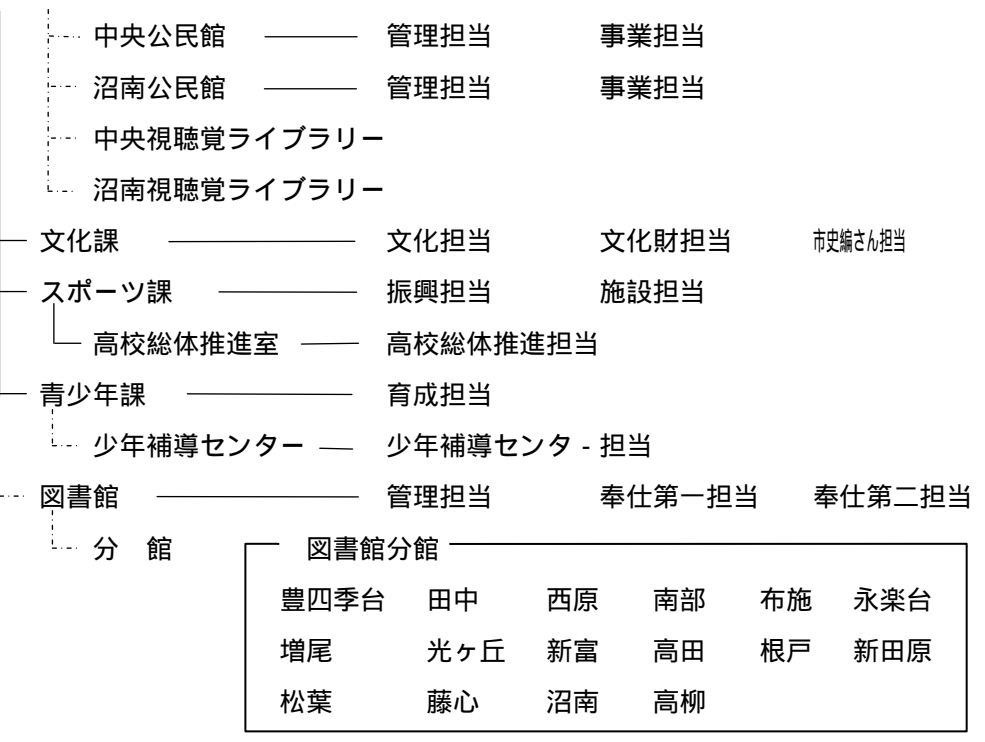 中央公民館 管理担当 事業担当
沼南公民館 管理担当 事業担当
中央視聴覚ライブラリー
沼南視聴覚ライブラリー
文化課 文化担当 文化財担当 市史編さん担当
スポーツ課 振興担当 施設担当
高校総体推進室 高校総体推進担当
青少年課 育成担当
少年補導センター 少年補導センタ-担当
図書館 管理担当 奉仕第一担当 奉仕第二担当
分 館 図書館分館
豊四季台 田中 西原 南部 布施 永楽台
増尾 光ヶ丘 新富 高田 根戸 新田原
松葉 藤心 沼南 高柳